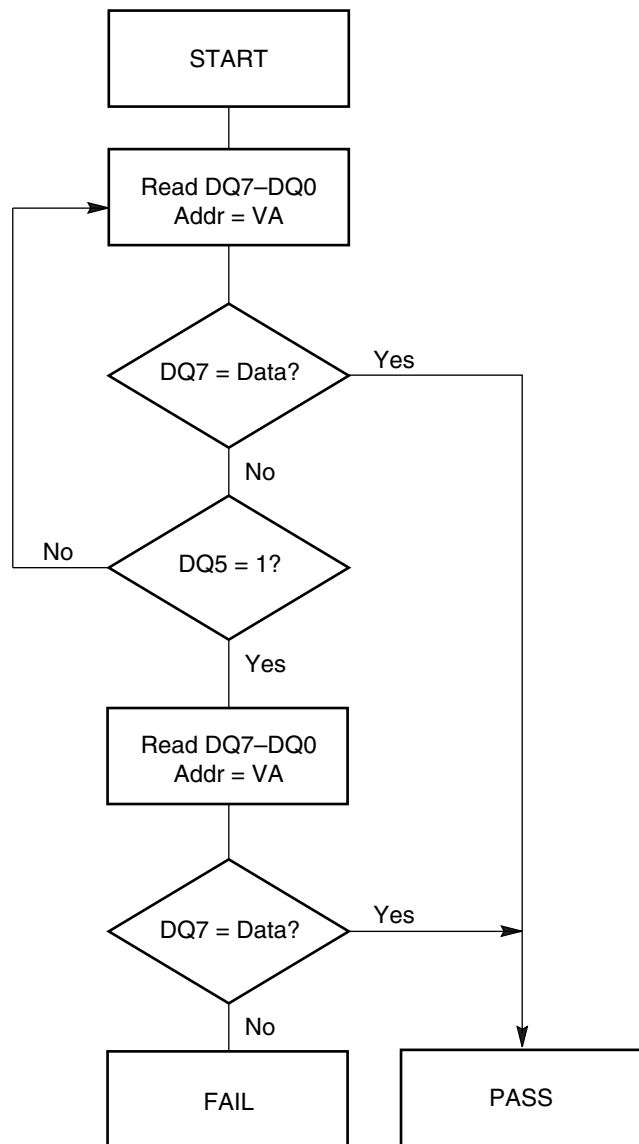 START
Read DQ7–DQ0
Addr = VA
DQ7 = Data?
Yes
No
No
DQ5 = 1?
Yes
Read DQ7–DQ0
Addr = VA
DQ7 = Data?
Yes
No
FAIL
PASS